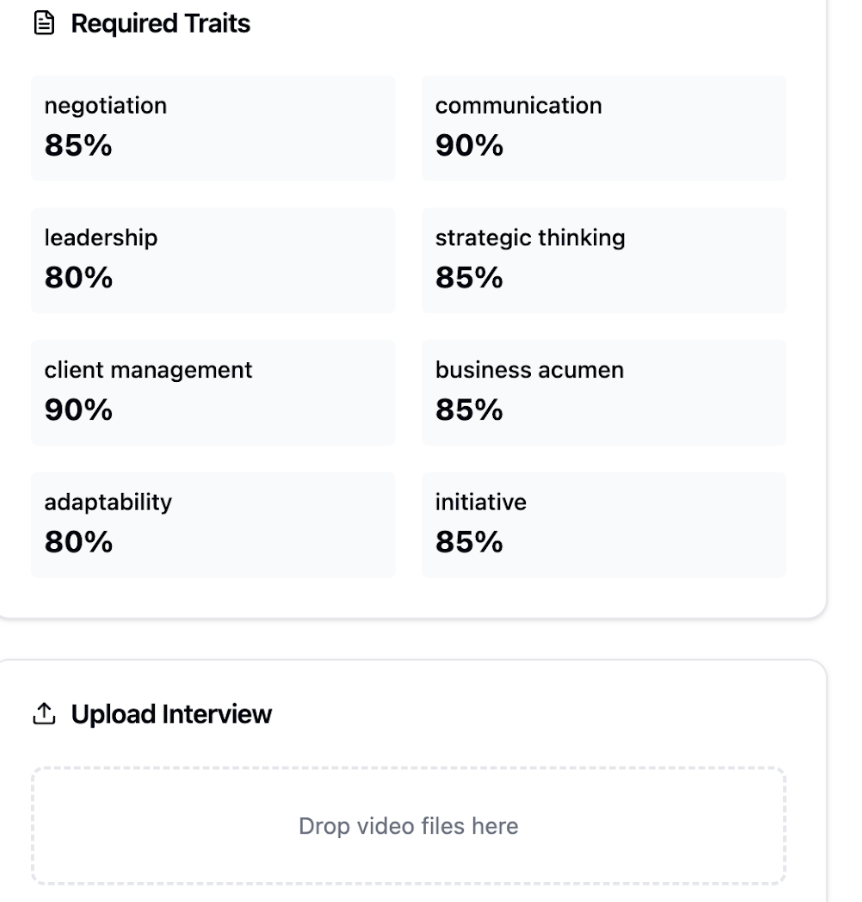 Required Traits
negotiation
85%
communication
90%
leadership
80%
strategic thinking
85%
client management
90%
business acumen
85%
adaptability
80%
initiative
85%
Upload Interview
Drop video files here